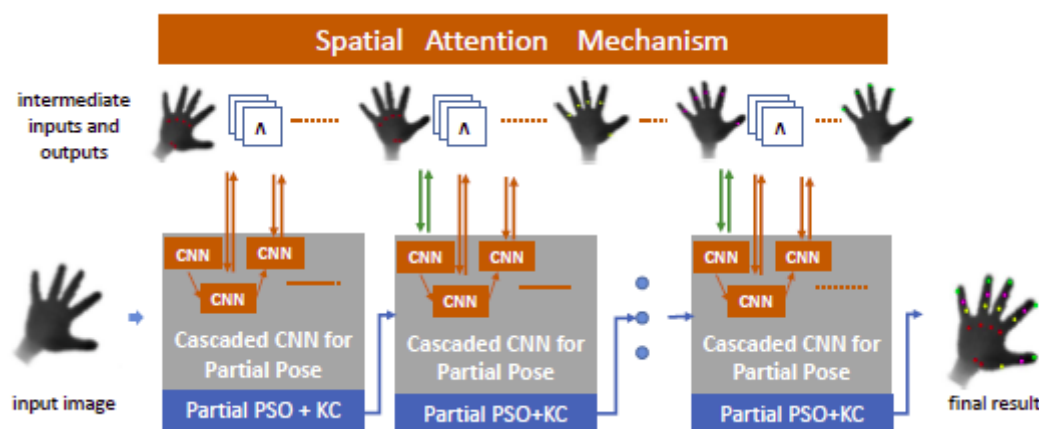 Spatial Attention Mechanism
intermediate
inputs and
outputs
Λ
Λ
Λ
CNN
CNN
CNN
CNN
CNN
CNN
CNN
CNN
CNN
Cascaded CNN for
Partial Pose
Cascaded CNN for
Partial Pose
Cascaded CNN for
Partial Pose
Partial PSO + KC
Partial PSO+KC
Partial PSO+KC
input image
final result